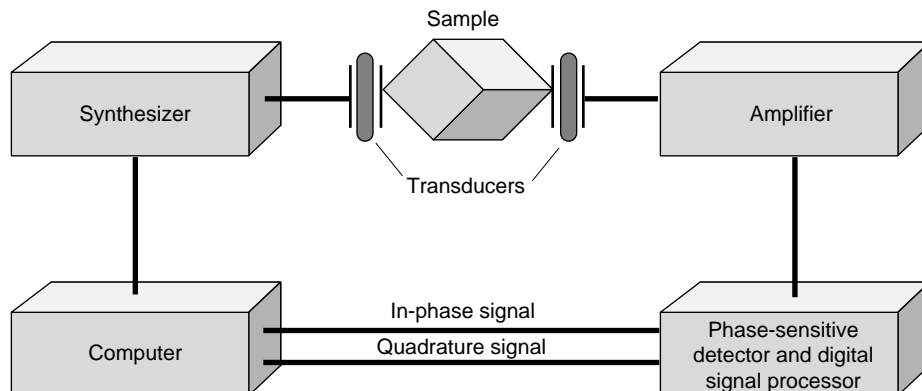 Sample
Synthesizer
Amplifier
Transducers
In-phase signal
Quadrature signal
Computer
Phase-sensitive
detector and digital
signal processor